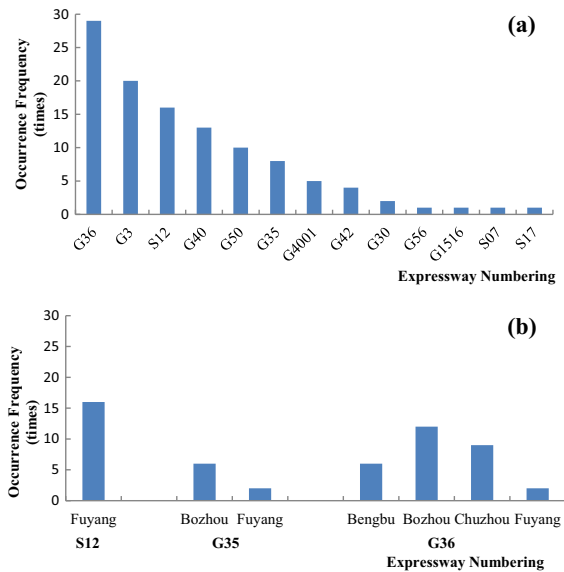 (a)
Occurrence Frequency
(times)
30
25
20
15
10
5
0
G36 G3 S12 G40 G50 G35 G4001 G42 G30 G56 G1516 S07 S17
Expressway Numbering
(b)
Occurrence Frequency
(times)
30
25
20
15
10
5
0
Fuyang Bozhou Fuyang Bengbu Bozhou Chuzhou Fuyang
S12 G35 G36
Expressway Numbering